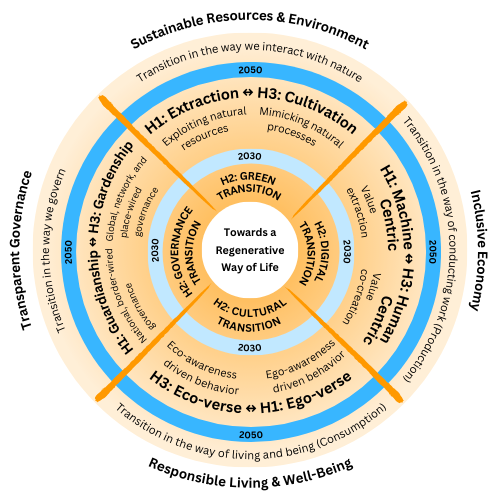 Sustainable Resources & Environment
Transition in the way we interact with nature
2050
H1: Extraction ↔ H3: Cultivation
Exploiting natural
resources
Mimicking natural
processes
2030
H2: GREEN
TRANSITION
Inclusive Economy
Transition in the way of conducting work (Production)
2050
H1: Machine ↔ H3: Human
Centric
Centric
Value
extraction
Value
co-creation
2030
H2: DIGITAL
TRANSITION
Towards a
Regenerative
Way of Life
H2: CULTURAL
TRANSITION
2030
Eco-awareness
driven behavior
Ego-awareness
driven behavior
H3: Eco-verse ↔ H1: Ego-verse
2050
Transition in the way of living and being (Consumption)
Responsible Living & Well-Being
Transparent Governance
Transition in the way we govern
2050
H1: Guardianship ↔ H3: Gardenship
National, border-wired
governance
Global, network, and
place-wired
governance
2030
H2: GOVERNANCE
TRANSITION